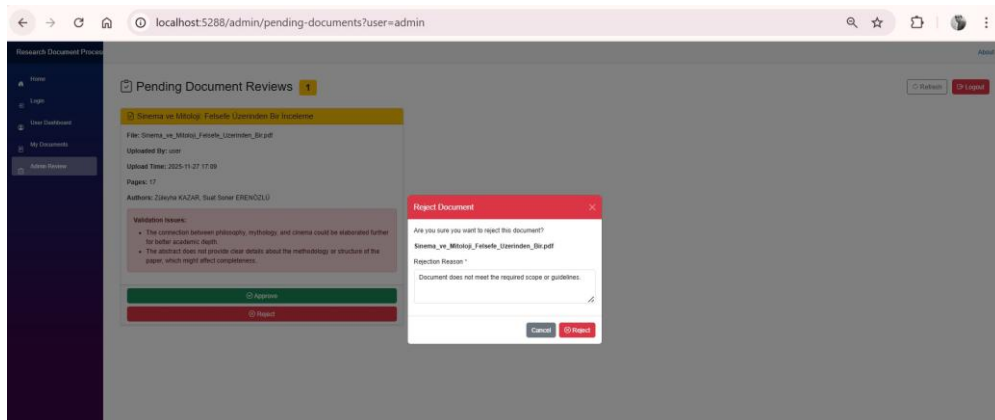 localhost:5288/admin/pending-documents?user=admin
Research Document Proces
About
Home
Login
User Dashboard
My Documents
Admin Review
Pending Document Reviews 1
Refresh
Logout
Sinema ve Mitoloji: Felsefe Üzerinden Bir İnceleme
File: Sinema_ve_Mitoloji_Felsefe_Uzerinden_Bir.pdf
Uploaded By: user
Upload Time: 2025-11-27 17:09
Pages: 17
Authors: Züleyha KAZAR, Suat Soner ERENÖZLÜ
Validation Issues:
The connection between philosophy, mythology, and cinema could be elaborated further
for better academic depth.
The abstract does not provide clear details about the methodology or structure of the
paper, which might affect completeness.
Approve
Reject
Reject Document
Are you sure you want to reject this document?
Sinema_ve_Mitoloji_Felsefe_Uzerinden_Bir.pdf
Rejection Reason *
Document does not meet the required scope or guidelines.
Cancel
Reject